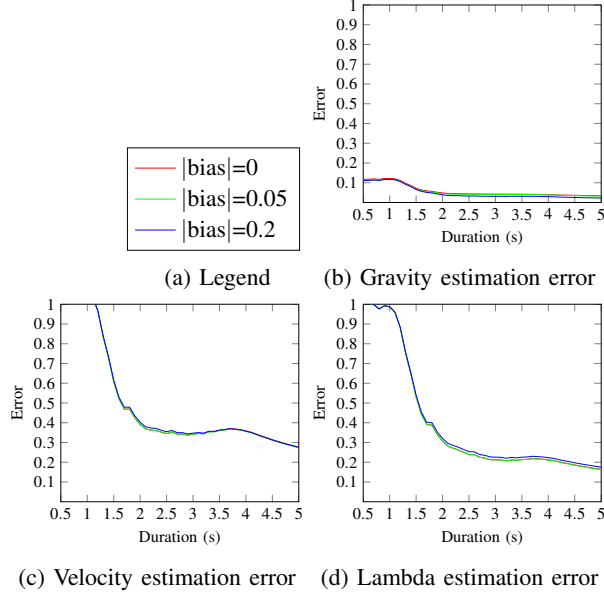 |bias|=0
|bias|=0.05
|bias|=0.2
(a) Legend
1
0.9
0.8
0.7
0.6
0.5
0.4
0.3
0.2
0.1
Error
0.5 1 1.5 2 2.5 3 3.5 4 4.5 5
Duration (s)
(b) Gravity estimation error
1
0.9
0.8
0.7
0.6
0.5
0.4
0.3
0.2
0.1
Error
0.5 1 1.5 2 2.5 3 3.5 4 4.5 5
Duration (s)
(c) Velocity estimation error
1
0.9
0.8
0.7
0.6
0.5
0.4
0.3
0.2
0.1
Error
0.5 1 1.5 2 2.5 3 3.5 4 4.5 5
Duration (s)
(d) Lambda estimation error